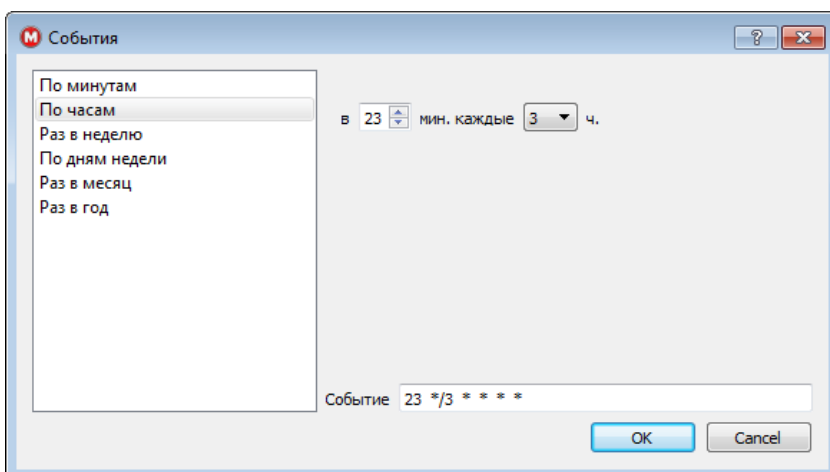 События
По минутам
По часам
Раз в неделю
По дням недели
Раз в месяц
Раз в год
в 23 мин. каждые 3 ч.
Событие 23 */3 * * * *
OK Cancel